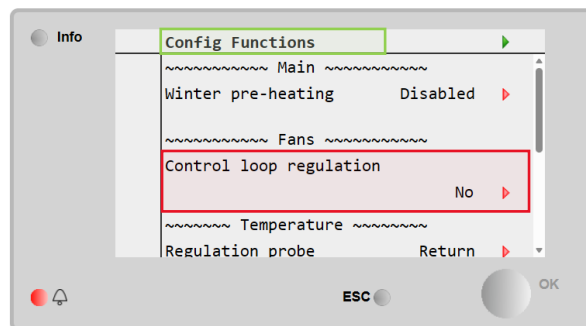 Info
Config Functions
~~~~~~~~~~~ Main ~~~~~~~~~~~
Winter pre-heating Disabled
~~~~~~~~~~~ Fans ~~~~~~~~~~~
Control loop regulation
No
~~~~~~~ Temperature ~~~~~~~~
Regulation probe Return
ESC
OK